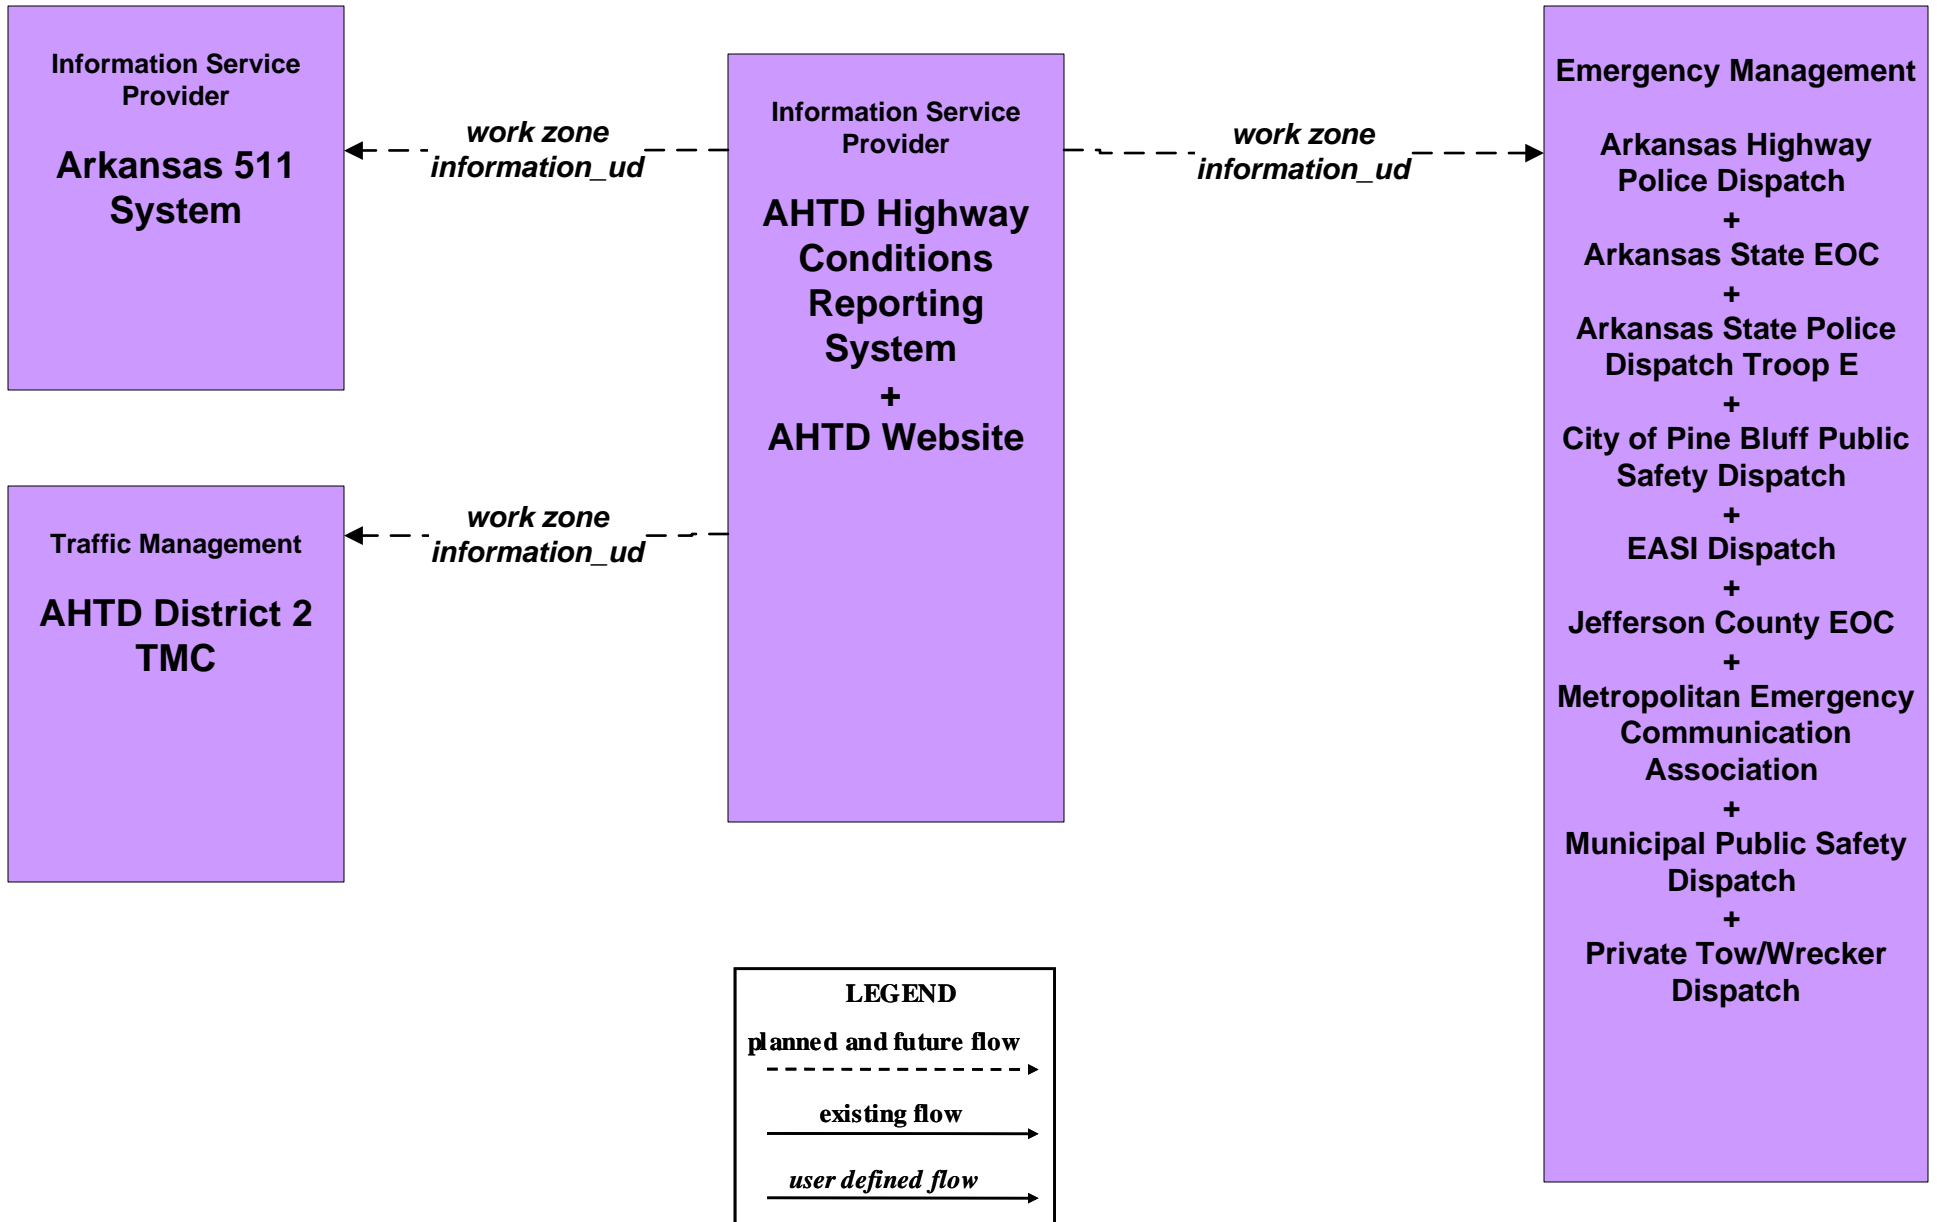 Information Service
Provider
Arkansas 511
System
work zone
information_ud
Traffic Management
AHTD District 2
TMC
work zone
information_ud
Information Service
Provider
AHTD Highway
Conditions
Reporting
System
+
AHTD Website
work zone
information_ud
Emergency Management
Arkansas Highway
Police Dispatch
+
Arkansas State EOC
+
Arkansas State Police
Dispatch Troop E
+
City of Pine Bluff Public
Safety Dispatch
+
EASI Dispatch
+
Jefferson County EOC
+
Metropolitan Emergency
Communication
Association
+
Municipal Public Safety
Dispatch
+
Private Tow/Wrecker
Dispatch
LEGEND
planned and future flow
existing flow
user defined flow